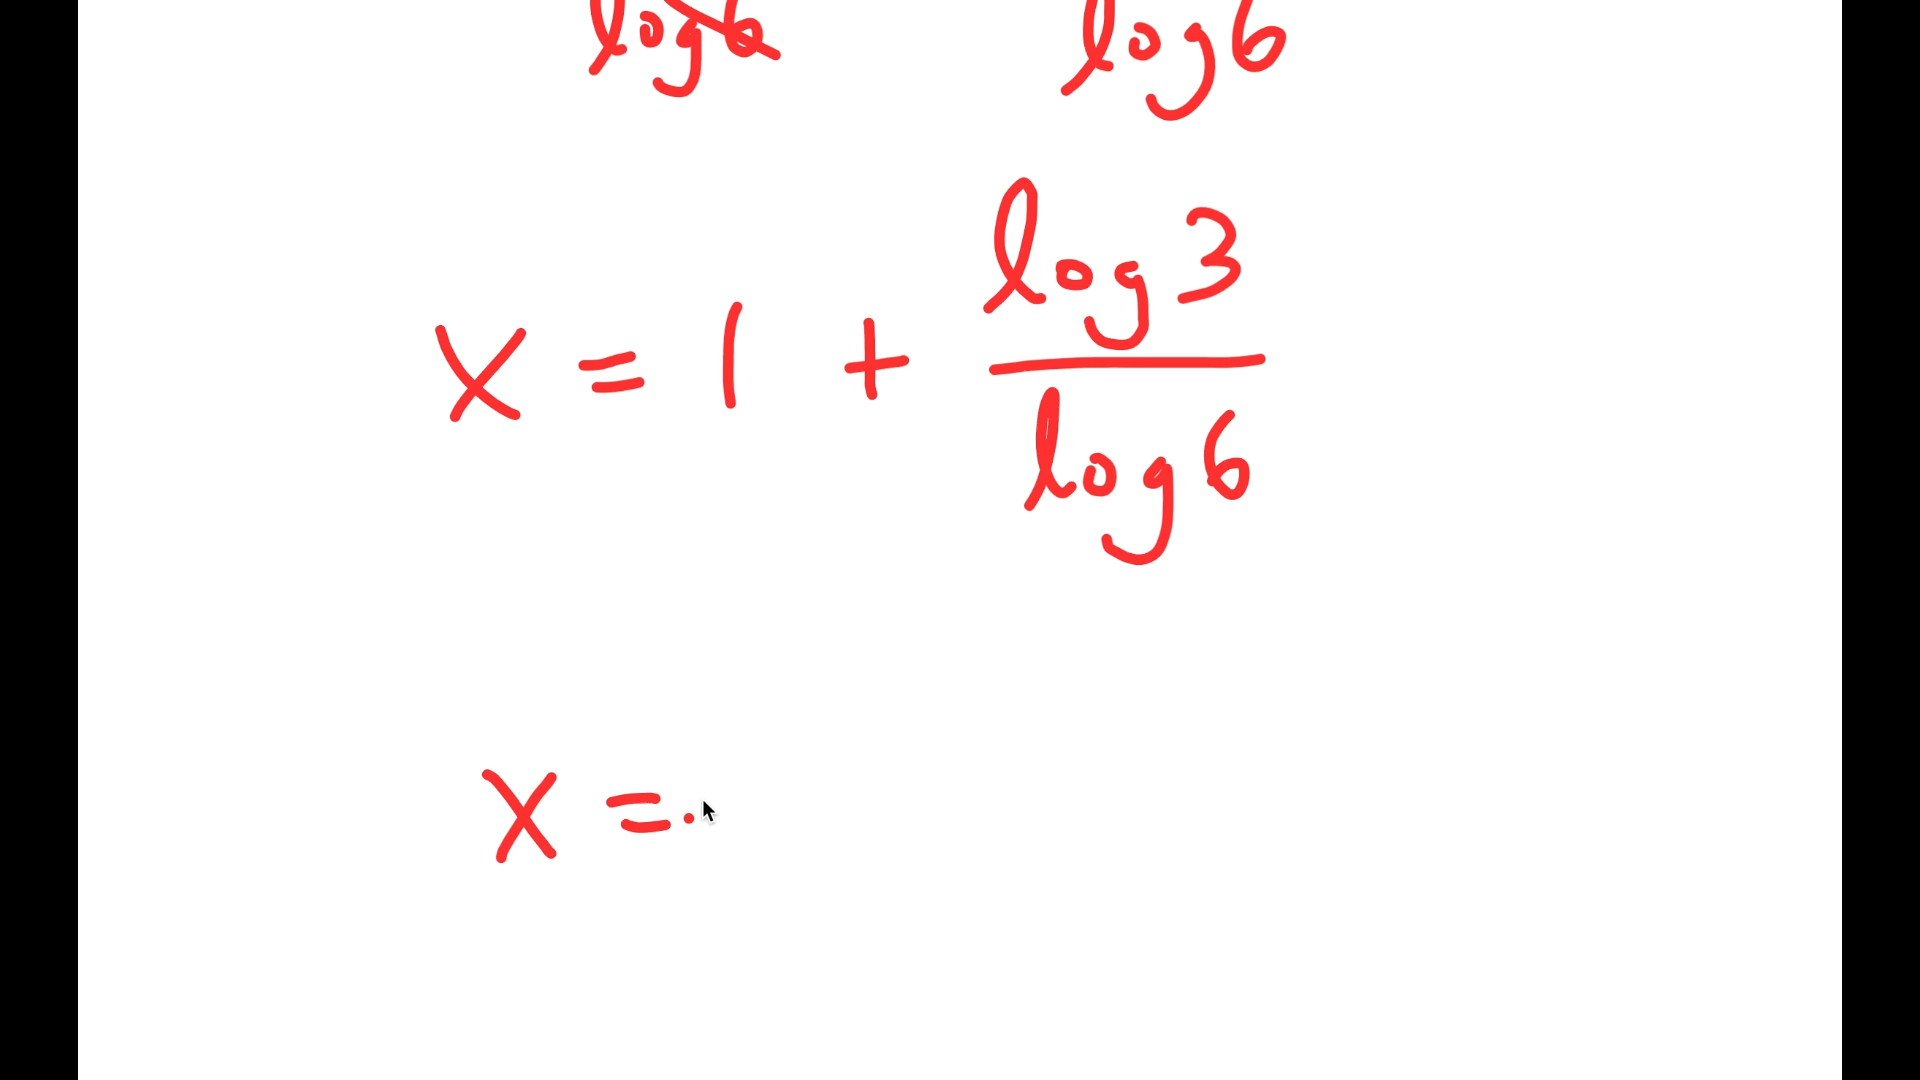 log6 log6
x = 1 + log3
log6
x = .